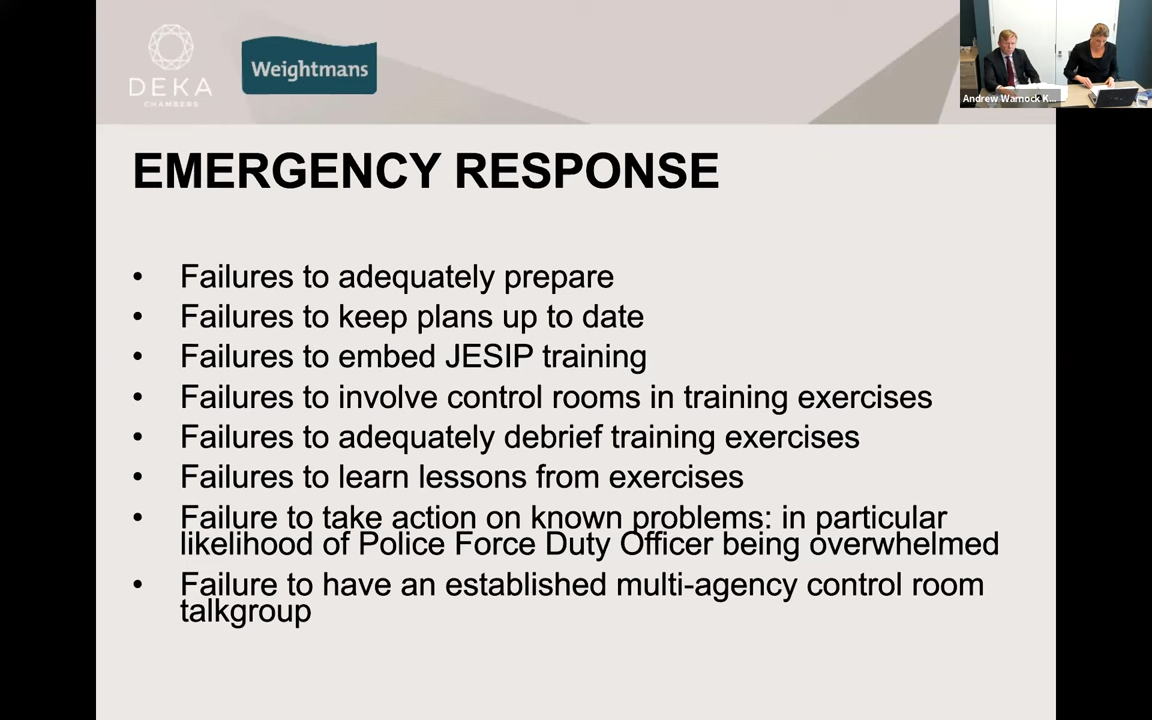 DEKA
CHAMBERS
Weightmans
Andrew Warnock K...
EMERGENCY RESPONSE
• Failures to adequately prepare
• Failures to keep plans up to date
• Failures to embed JESIP training
• Failures to involve control rooms in training exercises
• Failures to adequately debrief training exercises
• Failures to learn lessons from exercises
• Failure to take action on known problems: in particular
likelihood of Police Force Duty Officer being overwhelmed
• Failure to have an established multi-agency control room
talkgroup